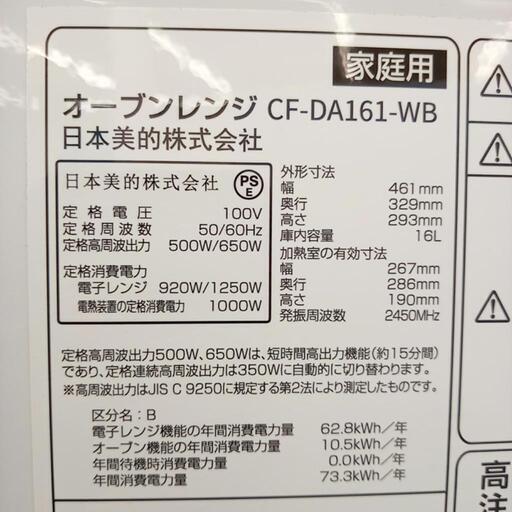 家庭用
オーブンレンジ CF-DA161-WB
日本美的株式会社
日本美的株式会社 PS E
定格電圧 100V
定格周波数 50/60Hz
定格高周波出力 500W/650W
定格消費電力
電子レンジ 920W/1250W
電熱装置の定格消費電力 1000W
外形寸法
幅 461mm
奥行 329mm
高さ 293mm
庫内容量 16L
加熱室の有効寸法
幅 267mm
奥行 286mm
高さ 190mm
発振周波数 2450MHz
定格高周波出力500W、650Wは、短時間高出力機能(約15分間)
であり、定格連続高周波出力は350Wに自動的に切り替わります。
※高周波出力はJIS C 9250に規定する第2法により測定したものです。
区分名:B
電子レンジ機能の年間消費電力量 62.8kWh/年
オーブン機能の年間消費電力量 10.5kWh/年
年間待機時消費電力量 0.0kWh/年
年間消費電力量 73.3kWh/年
高
注